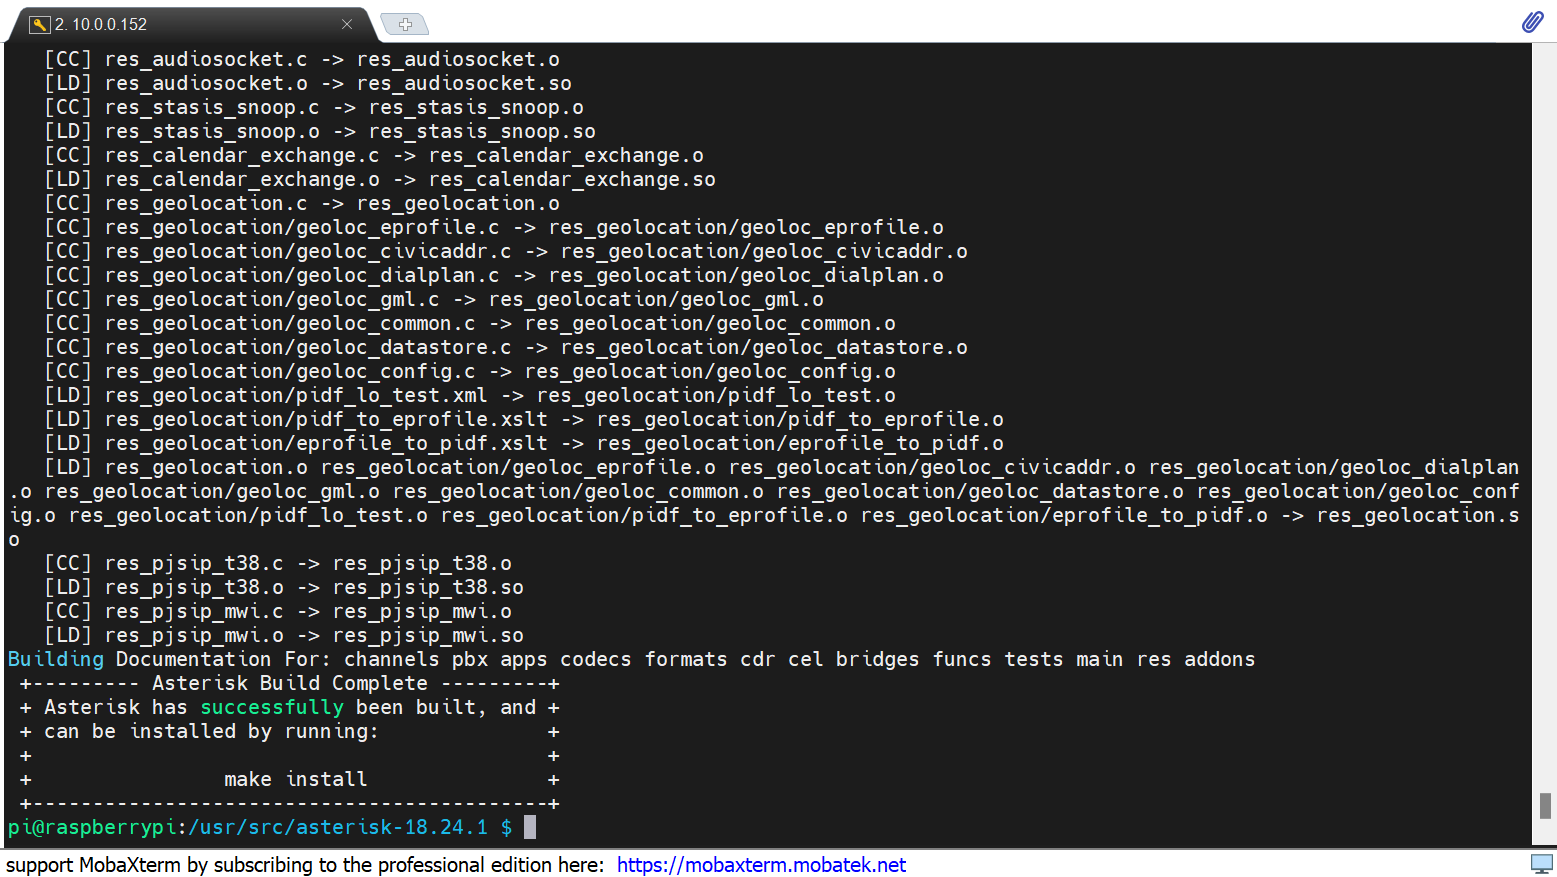 2. 10.0.0.152
[CC] res_audiosocket.c -> res_audiosocket.o
[LD] res_audiosocket.o -> res_audiosocket.so
[CC] res_stasis_snoop.c -> res_stasis_snoop.o
[LD] res_stasis_snoop.o -> res_stasis_snoop.so
[CC] res_calendar_exchange.c -> res_calendar_exchange.o
[LD] res_calendar_exchange.o -> res_calendar_exchange.so
[CC] res_geolocation.c -> res_geolocation.o
[CC] res_geolocation/geoloc_eprofile.c -> res_geolocation/geoloc_eprofile.o
[CC] res_geolocation/geoloc_civicaddr.c -> res_geolocation/geoloc_civicaddr.o
[CC] res_geolocation/geoloc_dialplan.c -> res_geolocation/geoloc_dialplan.o
[CC] res_geolocation/geoloc_gml.c -> res_geolocation/geoloc_gml.o
[CC] res_geolocation/geoloc_common.c -> res_geolocation/geoloc_common.o
[CC] res_geolocation/geoloc_datastore.c -> res_geolocation/geoloc_datastore.o
[CC] res_geolocation/geoloc_config.c -> res_geolocation/geoloc_config.o
[LD] res_geolocation/pidf_lo_test.xml -> res_geolocation/pidf_lo_test.o
[LD] res_geolocation/pidf_to_eprofile.xslt -> res_geolocation/pidf_to_eprofile.o
[LD] res_geolocation/eprofile_to_pidf.xslt -> res_geolocation/eprofile_to_pidf.o
[LD] res_geolocation.o res_geolocation/geoloc_eprofile.o res_geolocation/geoloc_civicaddr.o res_geolocation/geoloc_dialplan
.o res_geolocation/geoloc_gml.o res_geolocation/geoloc_common.o res_geolocation/geoloc_datastore.o res_geolocation/geoloc_conf
ig.o res_geolocation/pidf_lo_test.o res_geolocation/pidf_to_eprofile.o res_geolocation/eprofile_to_pidf.o -> res_geolocation.s
o
[CC] res_pjsip_t38.c -> res_pjsip_t38.o
[LD] res_pjsip_t38.o -> res_pjsip_t38.so
[CC] res_pjsip_mwi.c -> res_pjsip_mwi.o
[LD] res_pjsip_mwi.o -> res_pjsip_mwi.so
Building Documentation For: channels pbx apps codecs formats cdr cel bridges funcs tests main res addons
+--------- Asterisk Build Complete ---------+
+ Asterisk has successfully been built, and +
+ can be installed by running:              +
+                                           +
+                make install               +
+-------------------------------------------+
pi@raspberrypi:/usr/src/asterisk-18.24.1 $
support MobaXterm by subscribing to the professional edition here:  https://mobaxterm.mobatek.net